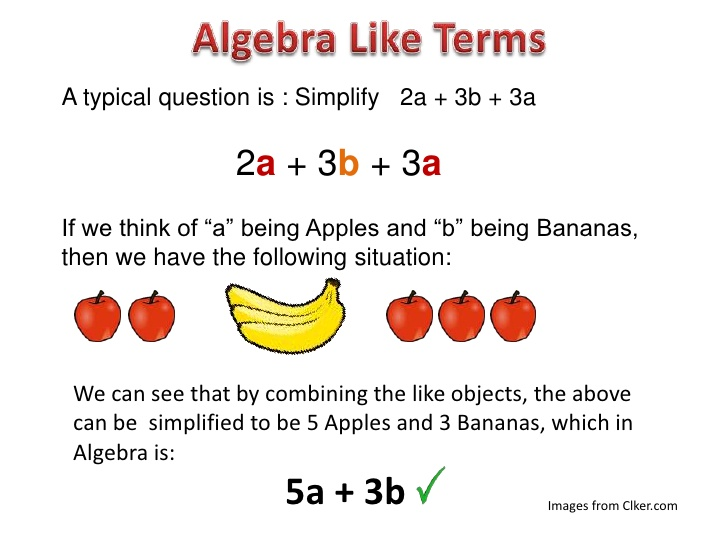 Algebra Like Terms
A typical question is : Simplify   2a + 3b + 3a
2a + 3b + 3a
If we think of “a” being Apples and “b” being Bananas,
then we have the following situation:
We can see that by combining the like objects, the above
can be  simplified to be 5 Apples and 3 Bananas, which in
Algebra is:
5a + 3b ✓
Images from Clker.com